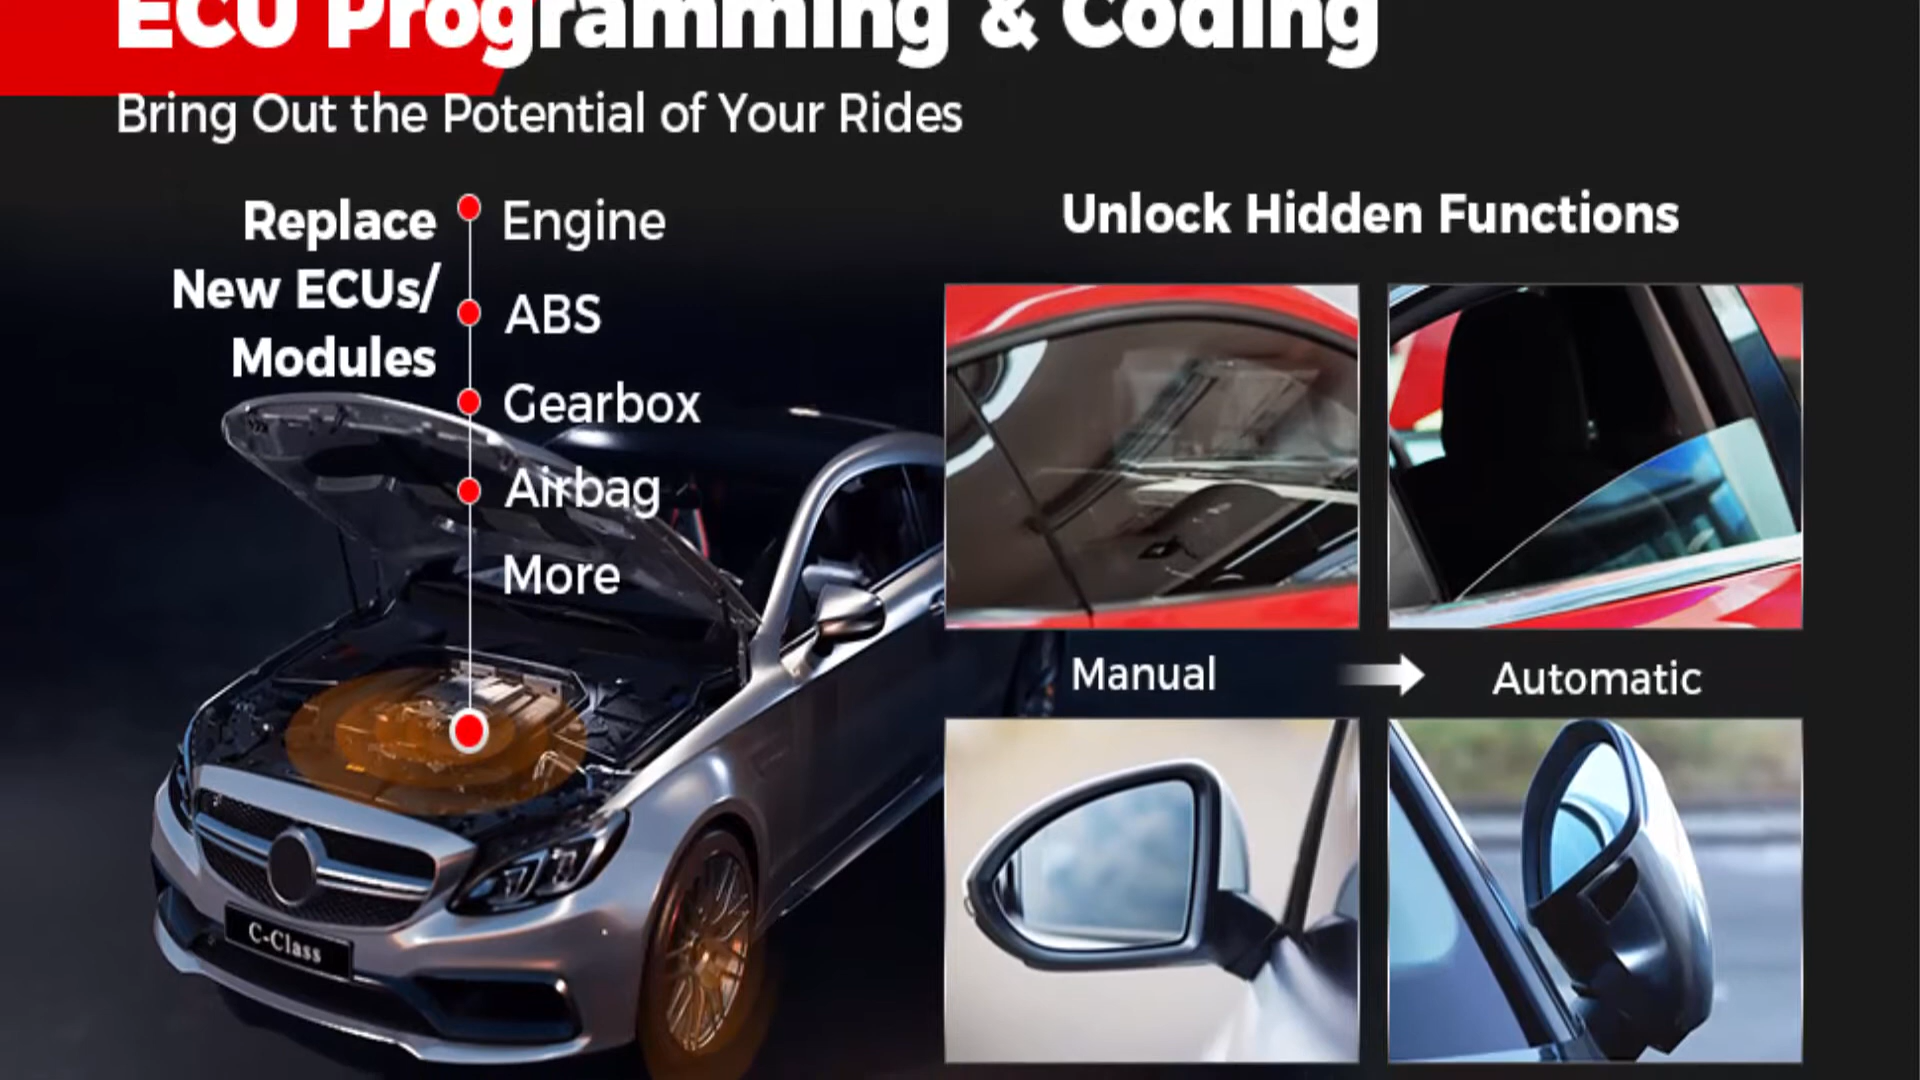 ECU Programming & Coding
Bring Out the Potential of Your Rides
Replace
New ECUs/
Modules
Engine
ABS
Gearbox
Airbag
More
C-Class
Unlock Hidden Functions
Manual
Automatic